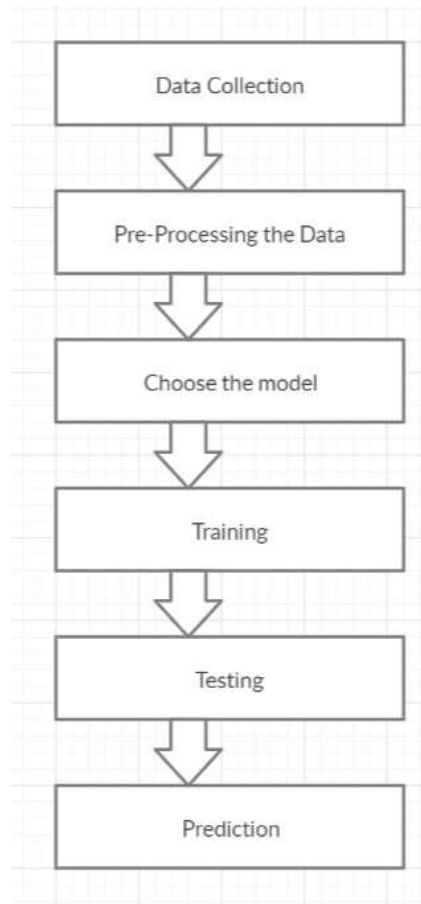 Data Collection
Pre-Processing the Data
Choose the model
Training
Testing
Prediction